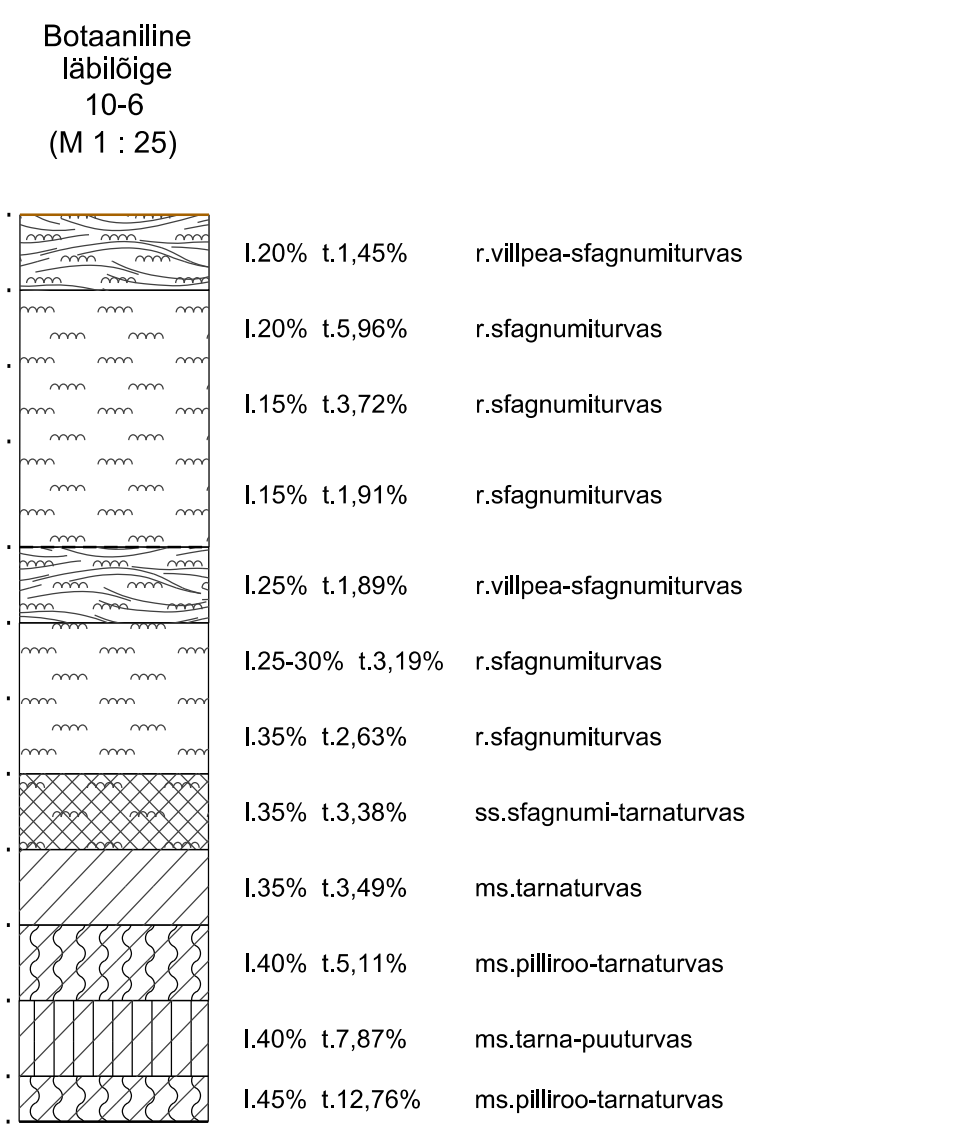 Botaaniline
läbilõige
10-6
(M 1 : 25)
l.20% t.1,45% r.villpea-sfagnumiturvas
l.20% t.5,96% r.sfagnumiturvas
l.15% t.3,72% r.sfagnumiturvas
l.15% t.1,91% r.sfagnumiturvas
l.25% t.1,89% r.villpea-sfagnumiturvas
l.25-30% t.3,19% r.sfagnumiturvas
l.35% t.2,63% r.sfagnumiturvas
l.35% t.3,38% ss.sfagnumi-tarnaturvas
l.35% t.3,49% ms.tarnaturvas
l.40% t.5,11% ms.pilliroo-tarnaturvas
l.40% t.7,87% ms.tarna-puuturvas
l.45% t.12,76% ms.pilliroo-tarnaturvas